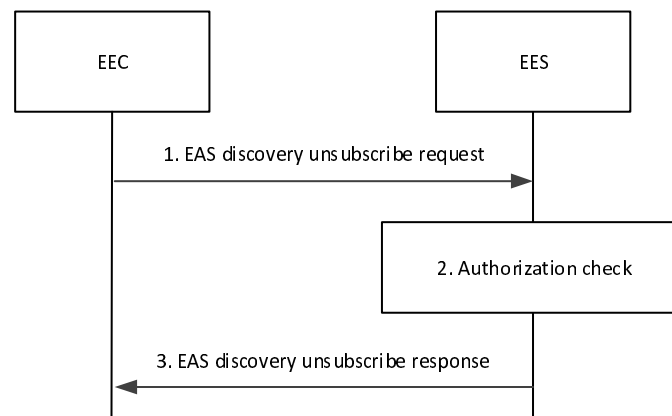 EEC
EES
1. EAS discovery unsubscribe request
2. Authorization check
3. EAS discovery unsubscribe response